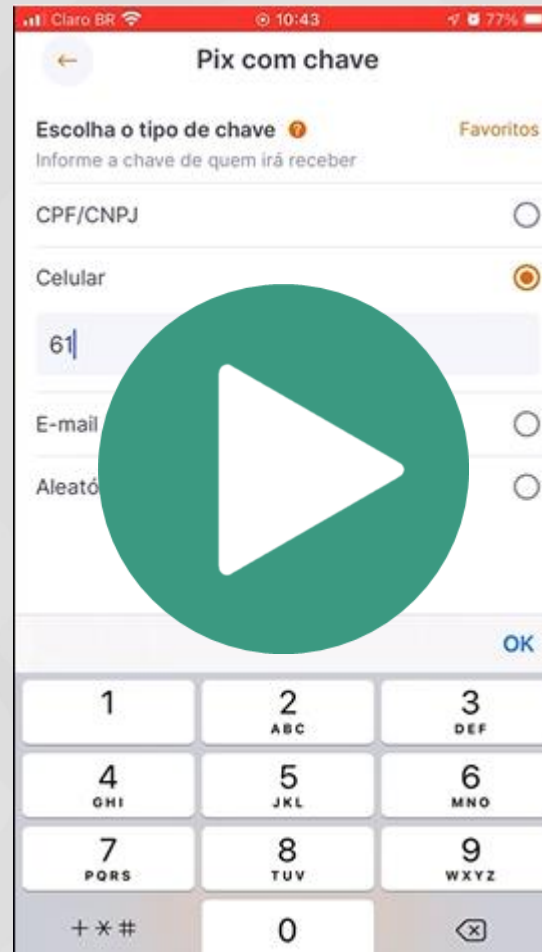 Claro BR 10:43 77%
Pix com chave
Escolha o tipo de chave Favoritos
Informe a chave de quem irá receber
CPF/CNPJ
Celular
61
E-mail
OK
1 2 3
ABC DEF
4 5 6
GHI JKL MNO
7 8 9
PQRS TUV WXYZ
+ * # 0